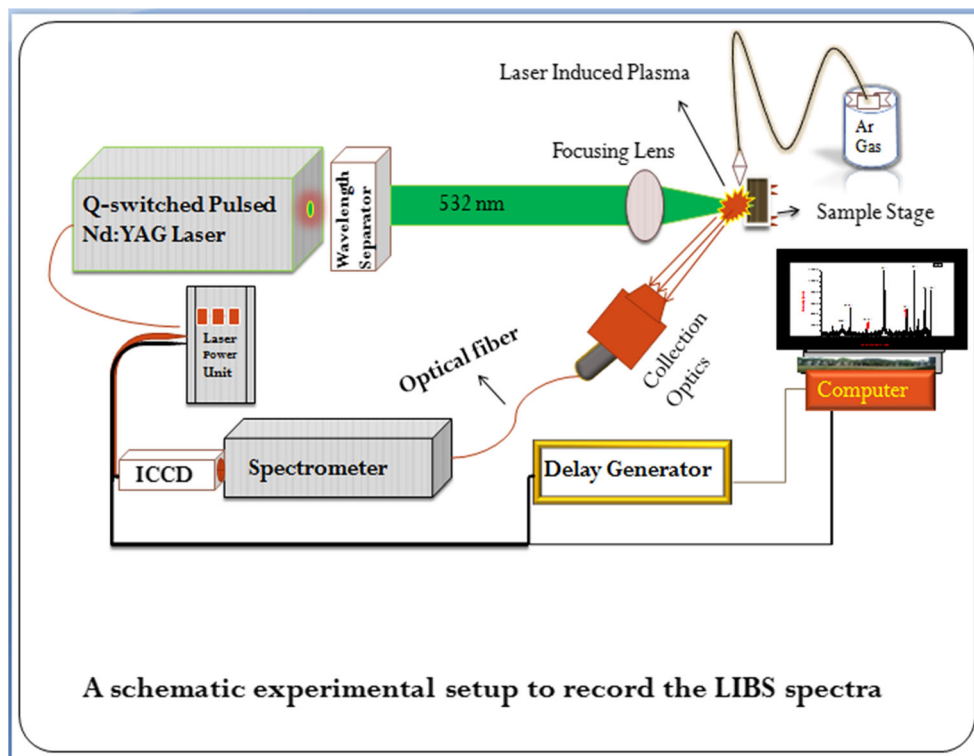 Laser Induced Plasma
Ar
Gas
Focusing Lens
Q-switched Pulsed
Nd:YAG Laser
Wavelength
Separator
532 nm
Sample Stage
Laser
Power
Unit
Optical fiber
Collection
Optics
Computer
ICCD
Spectrometer
Delay Generator
A schematic experimental setup to record the LIBS spectra